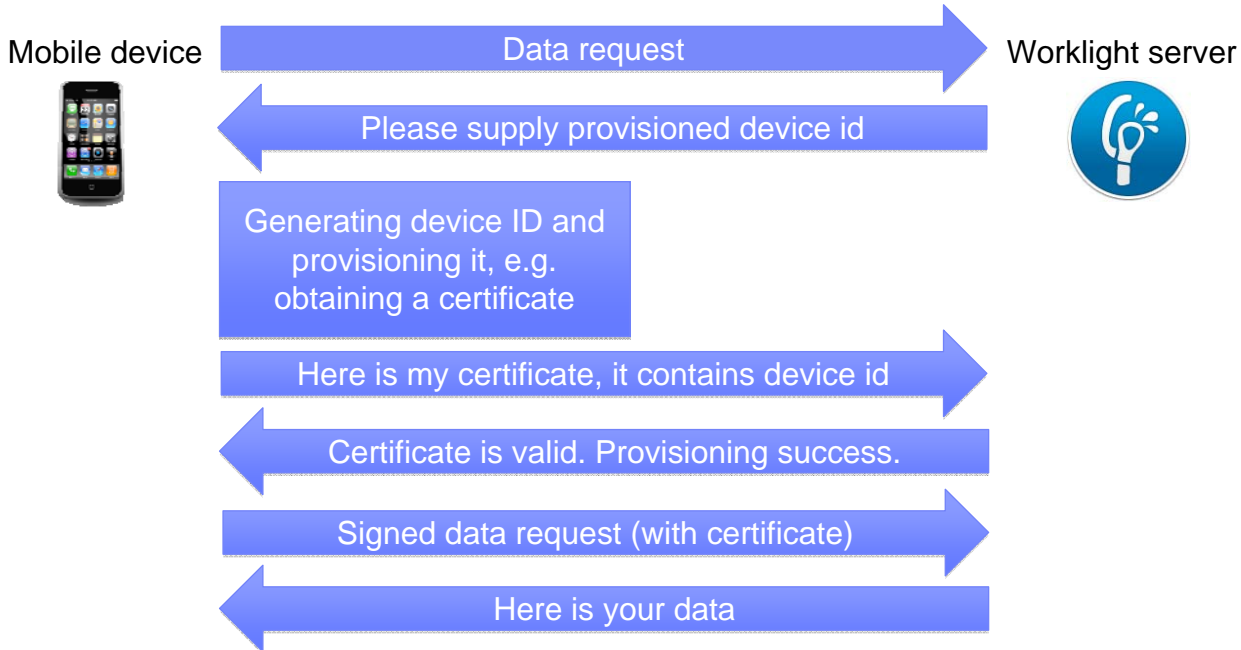 Mobile device
Data request
Worklight server
Please supply provisioned device id
Generating device ID and
provisioning it, e.g.
obtaining a certificate
Here is my certificate, it contains device id
Certificate is valid. Provisioning success.
Signed data request (with certificate)
Here is your data